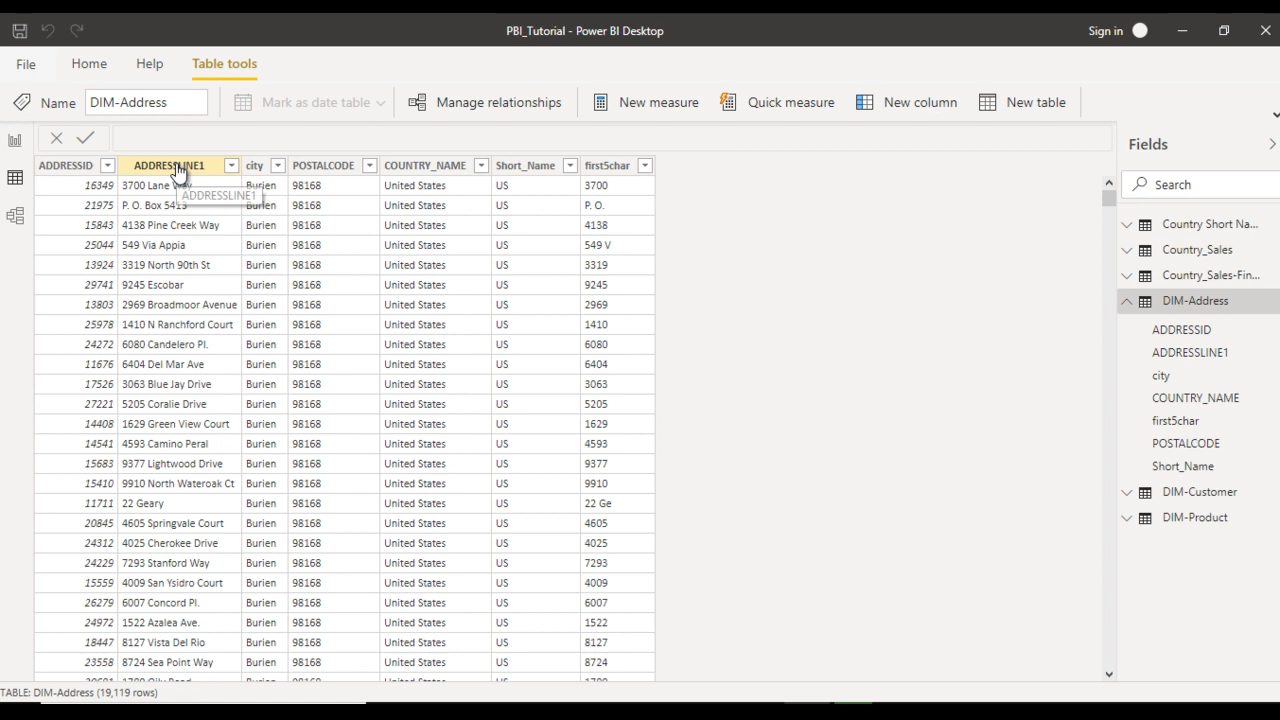 PBI_Tutorial - Power BI Desktop
Sign in
File Home Help Table tools
Name DIM-Address Mark as date table Manage relationships New measure Quick measure New column New table
Fields
Search
ADDRESSID ADDRESSLINE1 city POSTALCODE COUNTRY_NAME Short_Name first5char
16349 3700 Lane Way Burien 98168 United States US 3700
ADDRESSLINE1
21975 P. O. Box 5413 Burien 98168 United States US P. O.
15843 4138 Pine Creek Way Burien 98168 United States US 4138
25044 549 Via Appia Burien 98168 United States US 549 V
13924 3319 North 90th St Burien 98168 United States US 3319
29741 9245 Escobar Burien 98168 United States US 9245
13803 2969 Broadmoor Avenue Burien 98168 United States US 2969
25978 1410 N Ranchford Court Burien 98168 United States US 1410
24272 6080 Candelero Pl. Burien 98168 United States US 6080
11676 6404 Del Mar Ave Burien 98168 United States US 6404
17526 3063 Blue Jay Drive Burien 98168 United States US 3063
27221 5205 Coralie Drive Burien 98168 United States US 5205
14408 1629 Green View Court Burien 98168 United States US 1629
14541 4593 Camino Peral Burien 98168 United States US 4593
15683 9377 Lightwood Drive Burien 98168 United States US 9377
15410 9910 North Wateroak Ct Burien 98168 United States US 9910
11711 22 Geary Burien 98168 United States US 22 Ge
20845 4605 Springvale Court Burien 98168 United States US 4605
24312 4025 Cherokee Drive Burien 98168 United States US 4025
24229 7293 Stanford Way Burien 98168 United States US 7293
15559 4009 San Ysidro Court Burien 98168 United States US 4009
26279 6007 Concord Pl. Burien 98168 United States US 6007
24972 1522 Azalea Ave. Burien 98168 United States US 1522
18447 8127 Vista Del Rio Burien 98168 United States US 8127
23558 8724 Sea Point Way Burien 98168 United States US 8724
Country Short Na...
Country_Sales
Country_Sales-Fin...
DIM-Address
ADDRESSID
ADDRESSLINE1
city
COUNTRY_NAME
first5char
POSTALCODE
Short_Name
DIM-Customer
DIM-Product
TABLE: DIM-Address (19,119 rows)